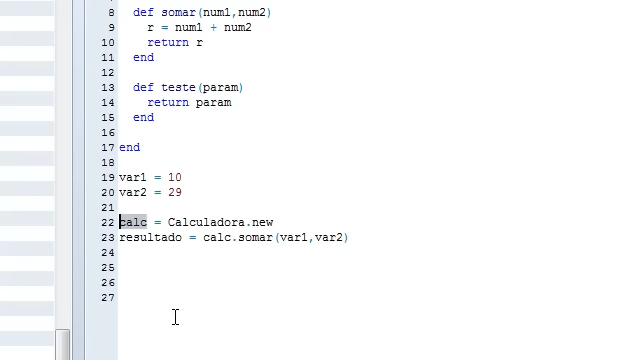 8 def somar(num1,num2)
9 r = num1 + num2
10 return r
11 end
12
13 def teste(param)
14 return param
15 end
16
17 end
18
19 var1 = 10
20 var2 = 29
21
22 calc = Calculadora.new
23 resultado = calc.somar(var1,var2)
24
25
26
27